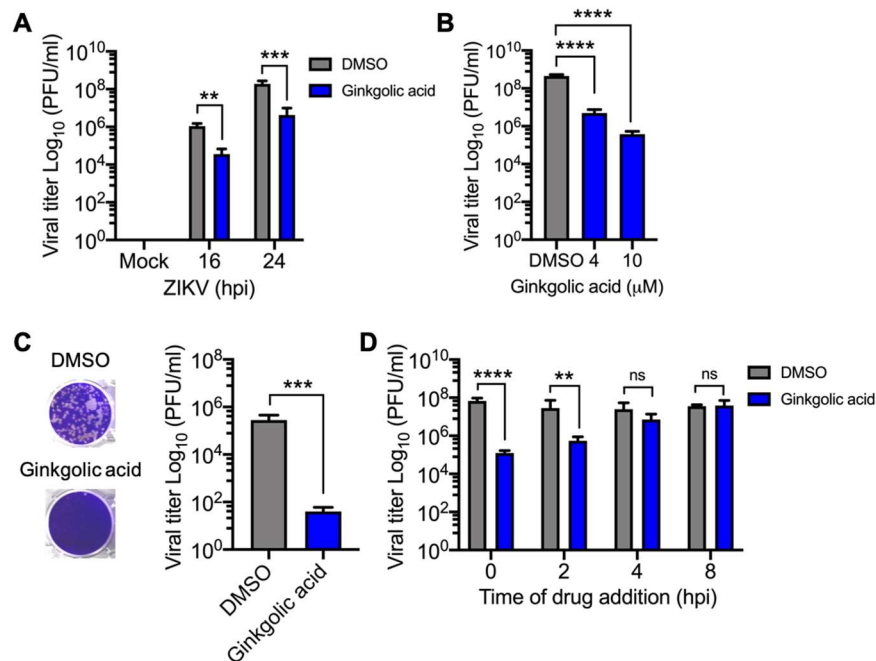 A
Viral titer Log10 (PFU/ml)
10^10
10^8
10^6
10^4
10^2
10^0
**
***
DMSO
Ginkgolic acid
Mock 16 24
ZIKV (hpi)
B
Viral titer Log10 (PFU/ml)
10^10
10^8
10^6
10^4
10^2
10^0
****
****
DMSO 4 10
Ginkgolic acid (μM)
C
DMSO
Ginkgolic acid
Viral titer Log10 (PFU/ml)
10^8
10^6
10^4
10^2
10^0
***
DMSO
Ginkgolic acid
D
Viral titer Log10 (PFU/ml)
10^10
10^8
10^6
10^4
10^2
10^0
**** ** ns ns
DMSO
Ginkgolic acid
0 2 4 8
Time of drug addition (hpi)